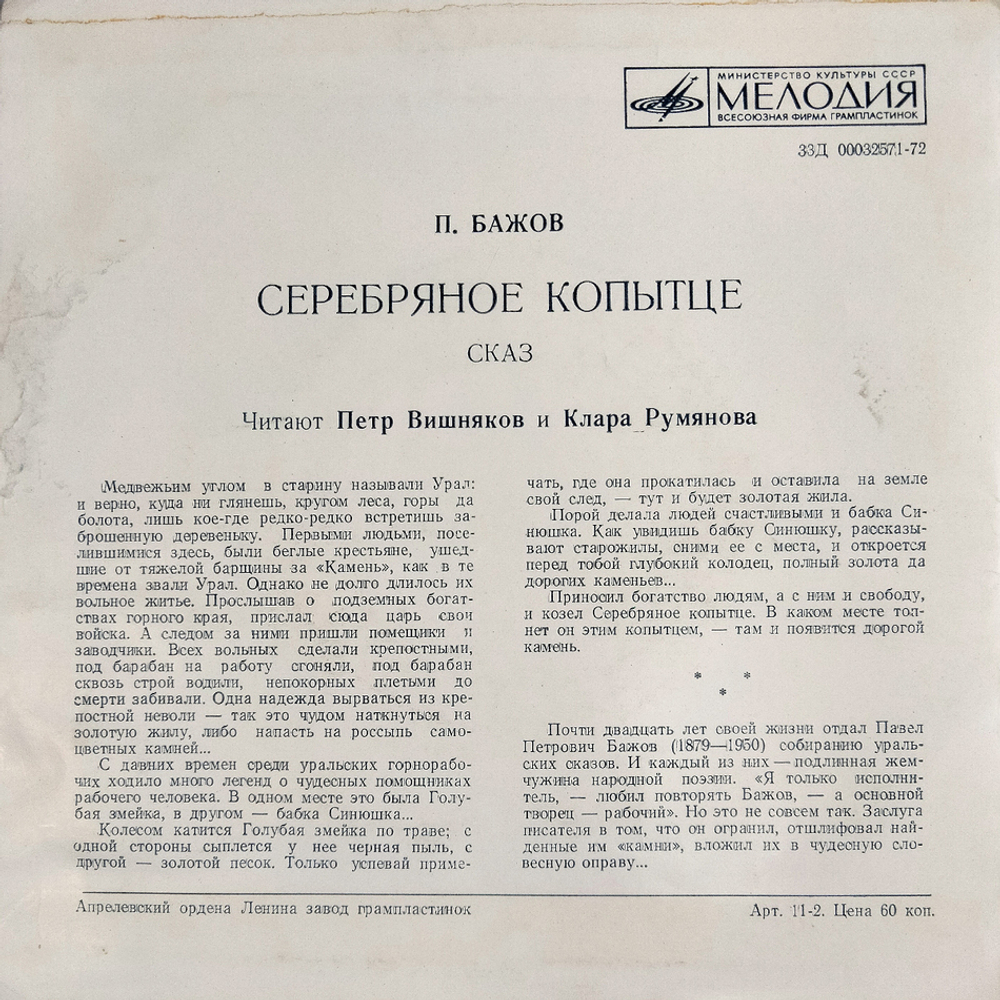 МИНИСТЕРСТВО КУЛЬТУРЫ СССР
МЕЛОДИЯ
ВСЕСОЮЗНАЯ ФИРМА ГРАМПЛАСТИНОК
33Д 00032571-72
П. БАЖОВ
СЕРЕБРЯНОЕ КОПЫТЦЕ
СКАЗ
Читают Петр Вишняков и Клара Румянова
Медвежьим углом в старину называли Урал:
и верно, куда ни глянешь, кругом леса, горы да
болота, лишь кое-где редко-редко встретишь за-
брошенную деревеньку. Первыми людьми, посе-
лившимися здесь, были беглые крестьяне, ушед-
шие от тяжелой барщины за «Камень», как в те
времена звали Урал. Однако не долго длилось их
вольное житье. Прослышав о подземных богат-
ствах горного края, прислал сюда царь свои
войска. А следом за ними пришли помещики и
заводчики. Всех вольных сделали крепостными,
под барабан на работу сгоняли, под барабан
сквозь строй водили, непокорных плетьми до
смерти забивали. Одна надежда вырваться из кре-
постной неволи — так это чудом наткнуться на
золотую жилу, либо напасть на россыпь само-
цветных камней...
С давних времен среди уральских горнорабо-
чих ходило много легенд о чудесных помощниках
рабочего человека. В одном месте это была Голу-
бая змейка, в другом — бабка Синюшка...
Колесом катится Голубая змейка по траве; с
одной стороны сыплется у нее черная пыль, с
другой — золотой песок. Только успевай приме-
чать, где она прокатилась и оставила на земле
свой след, — тут и будет золотая жила.
Порой делала людей счастливыми и бабка Си-
нюшка. Как увидишь бабку Синюшку, рассказы-
вают старожилы, сними ее с места, и откроется
перед тобой глубокий колодец, полный золота да
дорогих каменьев...
Приносил богатство людям, а с ним и свободу,
и козел Серебряное копытце. В каком месте топ-
нет он этим копытцем, — там и появится дорогой
камень.
* *
*
Почти двадцать лет своей жизни отдал Павел
Петрович Бажов (1879—1950) собиранию ураль-
ских сказов. И каждый из них — подлинная жем-
чужина народной поэзии. «Я только исполни-
тель, — любил повторять Бажов, — а основной
творец — рабочий». Но это не совсем так. Заслуга
писателя в том, что он огранил, отшлифовал най-
денные им «камни», вложил их в чудесную сло-
весную оправу...
Апрелевский ордена Ленина завод грампластинок
Арт. 11-2. Цена 60 коп.